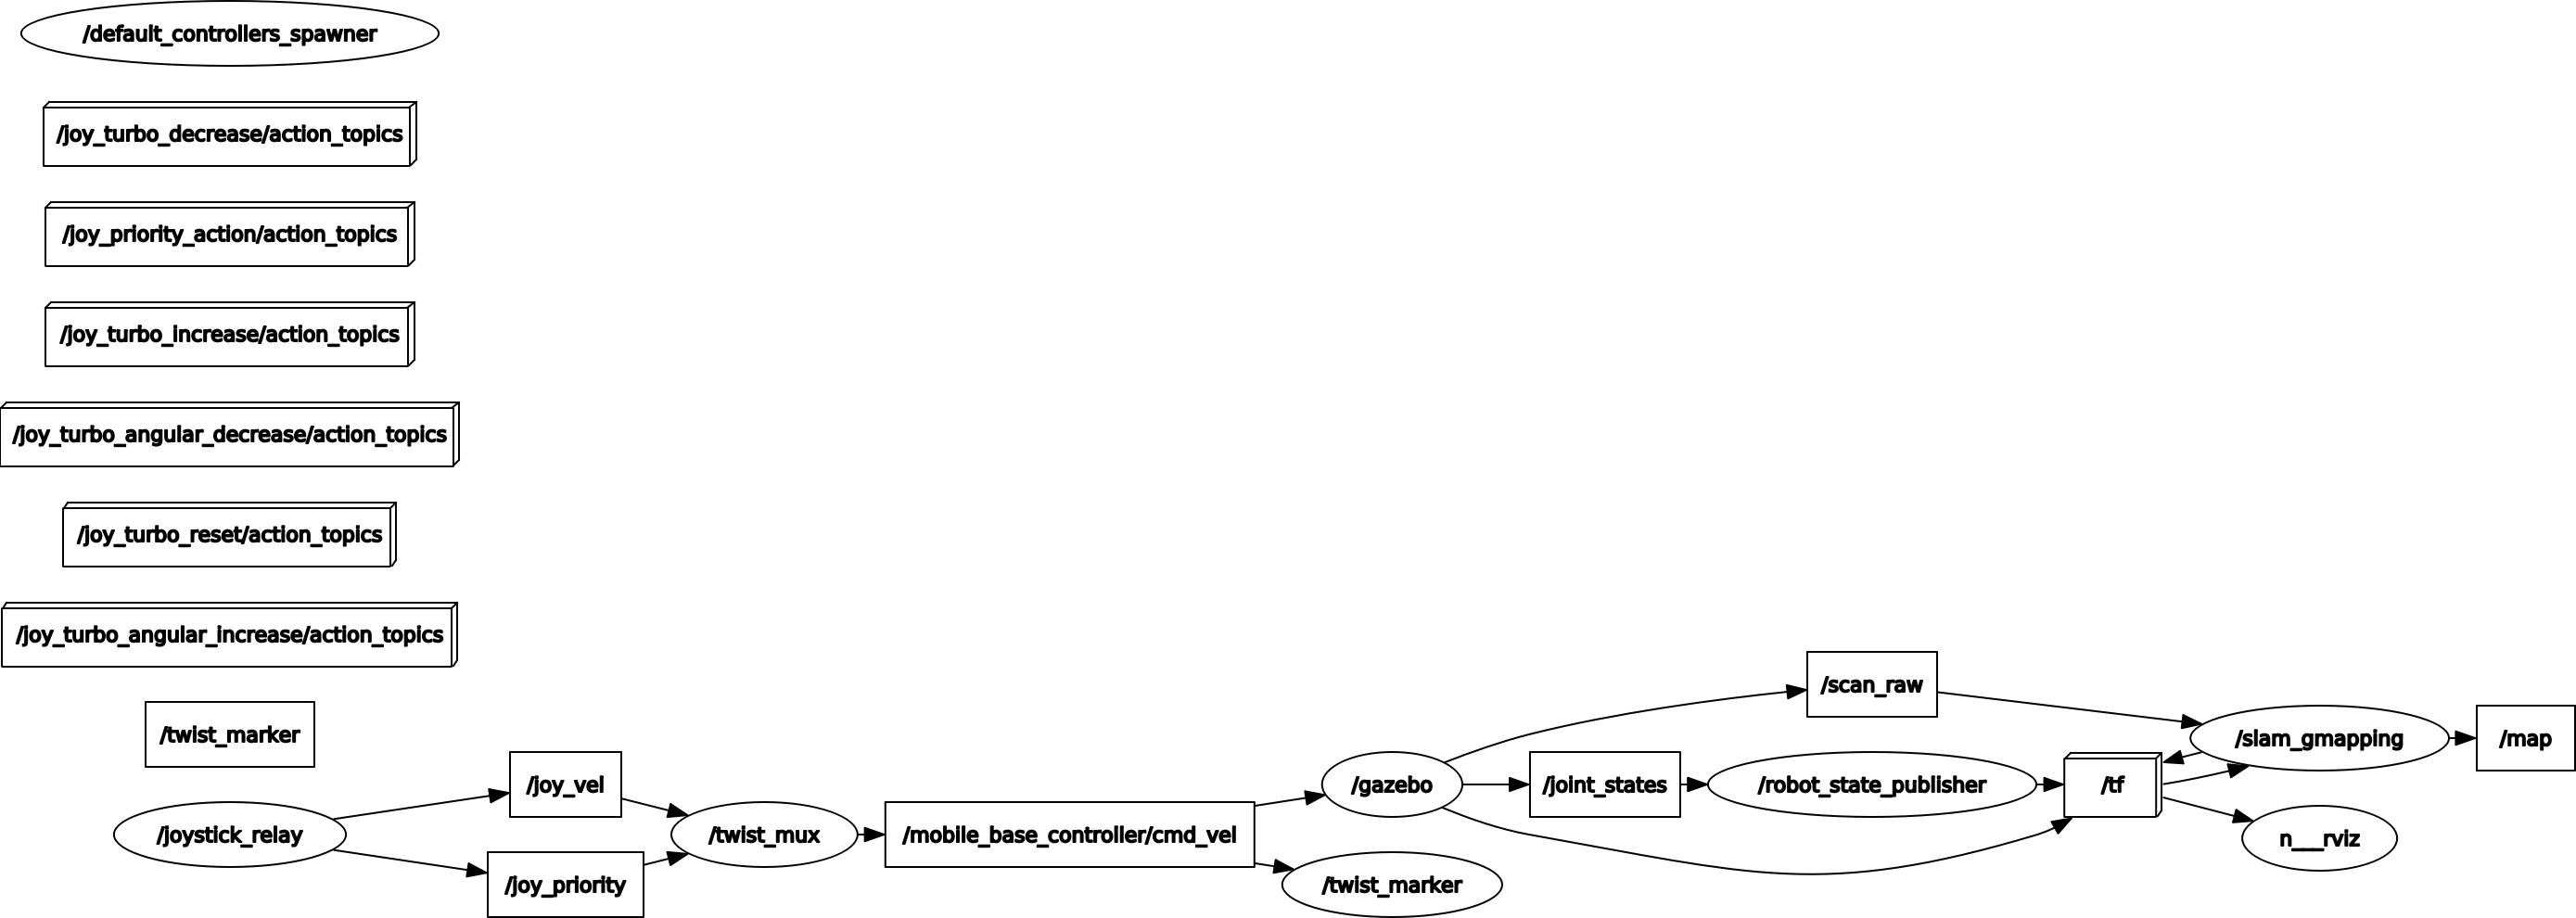 /default_controllers_spawner
/joy_turbo_decrease/action_topics
/joy_priority_action/action_topics
/joy_turbo_increase/action_topics
/joy_turbo_angular_decrease/action_topics
/joy_turbo_reset/action_topics
/joy_turbo_angular_increase/action_topics
/twist_marker
/joystick_relay
/joy_vel
/joy_priority
/twist_mux
/mobile_base_controller/cmd_vel
/gazebo
/twist_marker
/scan_raw
/joint_states
/robot_state_publisher
/tf
/slam_gmapping
n___rviz
/map